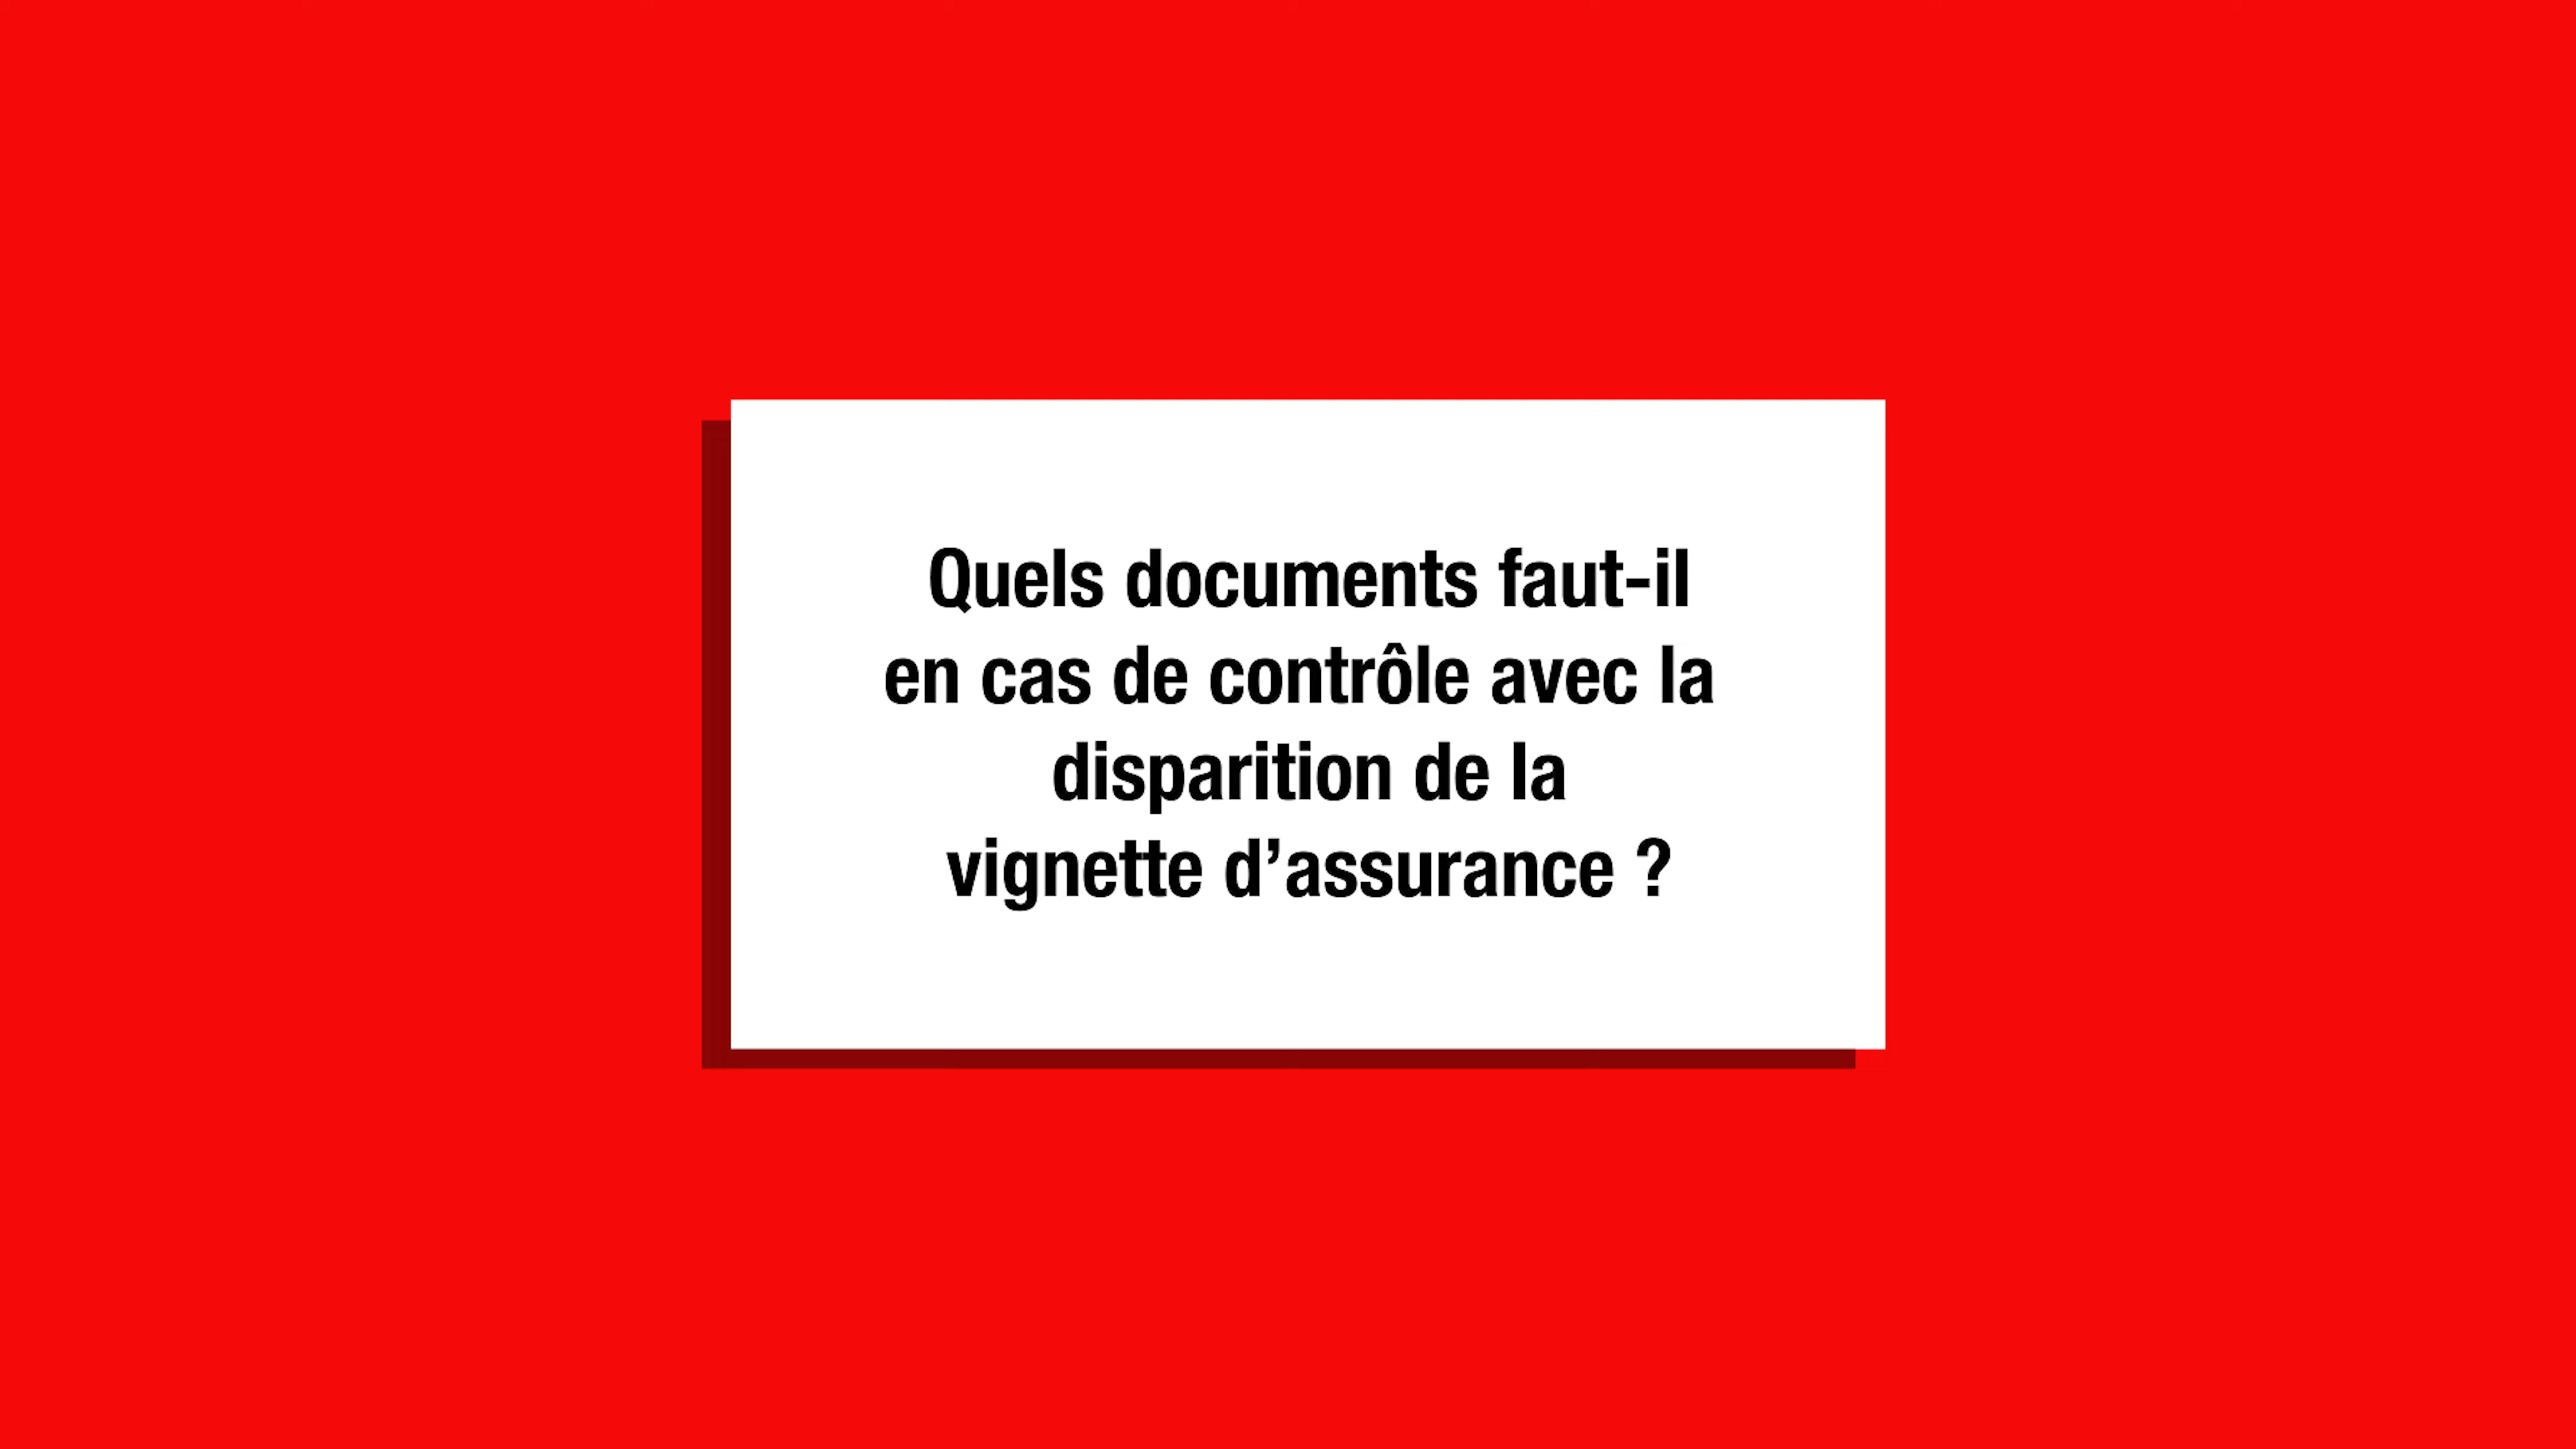 Quels documents faut-il
en cas de contrôle avec la
disparition de la
vignette d’assurance ?